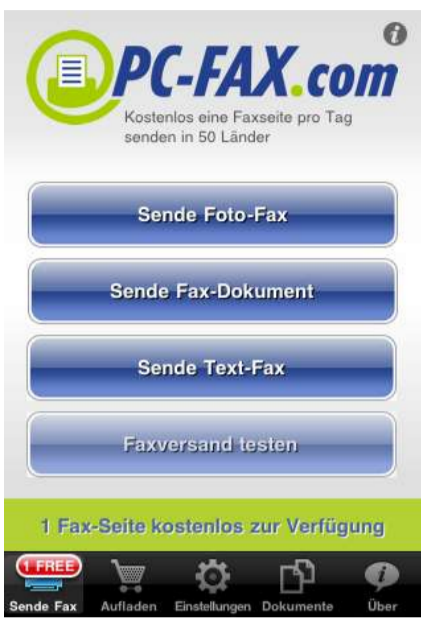 PC-FAX.com
Kostenlos eine Faxseite pro Tag
senden in 50 Länder
Sende Foto-Fax
Sende Fax-Dokument
Sende Text-Fax
Faxversand testen
1 Fax-Seite kostenlos zur Verfügung
1 FREE
Sende Fax Aufladen Einstellungen Dokumente Über